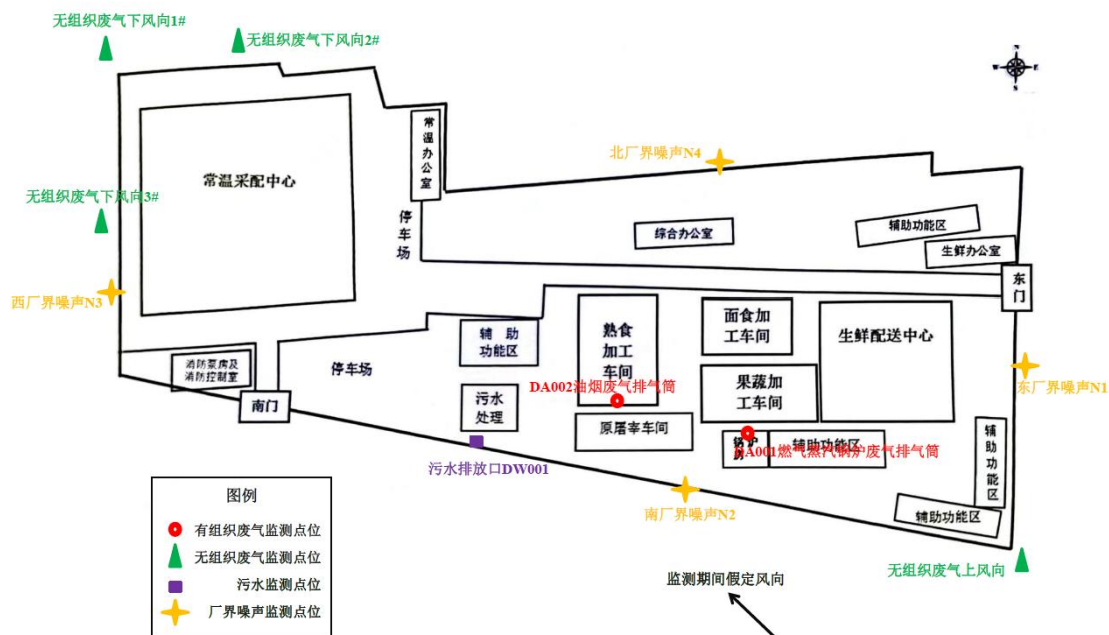 无组织废气下风向1#
无组织废气下风向2#
N
W
E
S
常温办公室
北厂界噪声N4
常温采配中心
无组织废气下风向3#
停车场
综合办公室
辅助功能区
生鲜办公室
东门
西厂界噪声N3
辅 助
功能区
熟食
加工
车间
面食加
工车间
生鲜配送中心
消防泵房及
消防控制室
停车场
DA002油烟废气排气筒
果蔬加
工车间
东厂界噪声N1
南门
污水
处理
原屠宰车间
锅炉房
辅助功能区
DA001燃气蒸汽锅炉废气排气筒
辅助功能区
污水排放口DW001
南厂界噪声N2
辅助功能区
无组织废气上风向
监测期间假定风向
图例
有组织废气监测点位
无组织废气监测点位
污水监测点位
厂界噪声监测点位